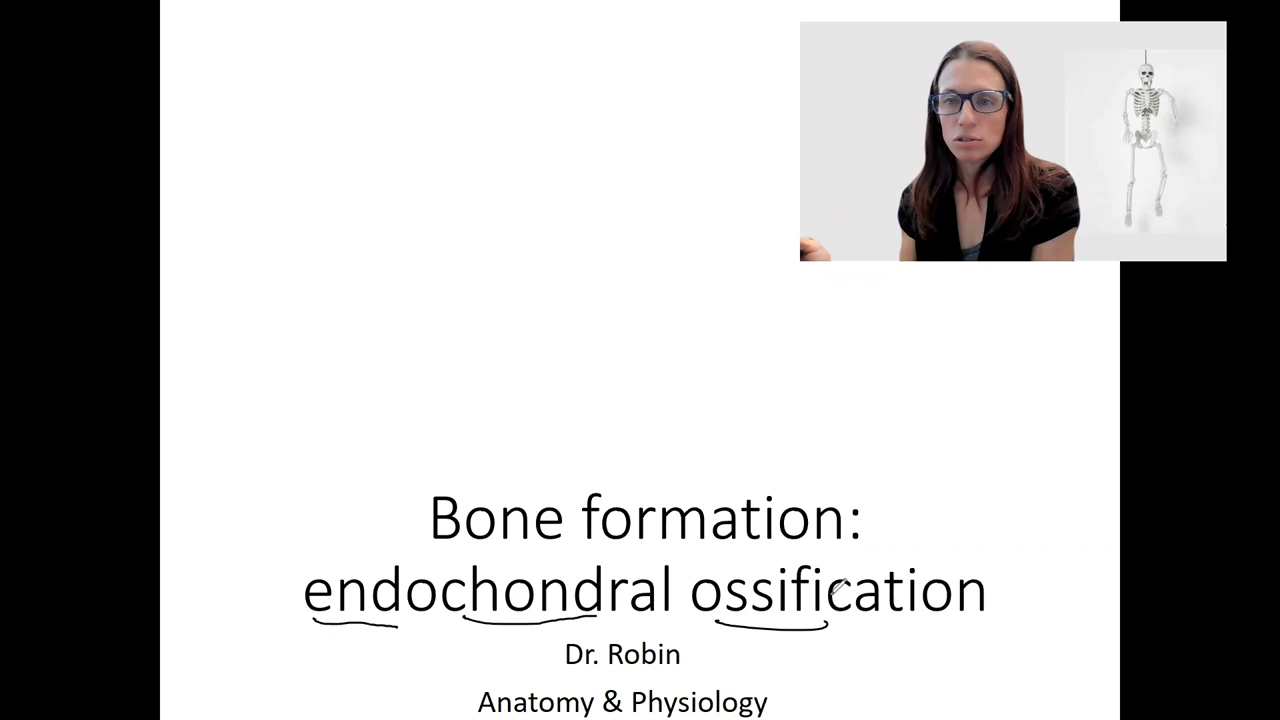 Bone formation:
endochondral ossification
Dr. Robin
Anatomy & Physiology